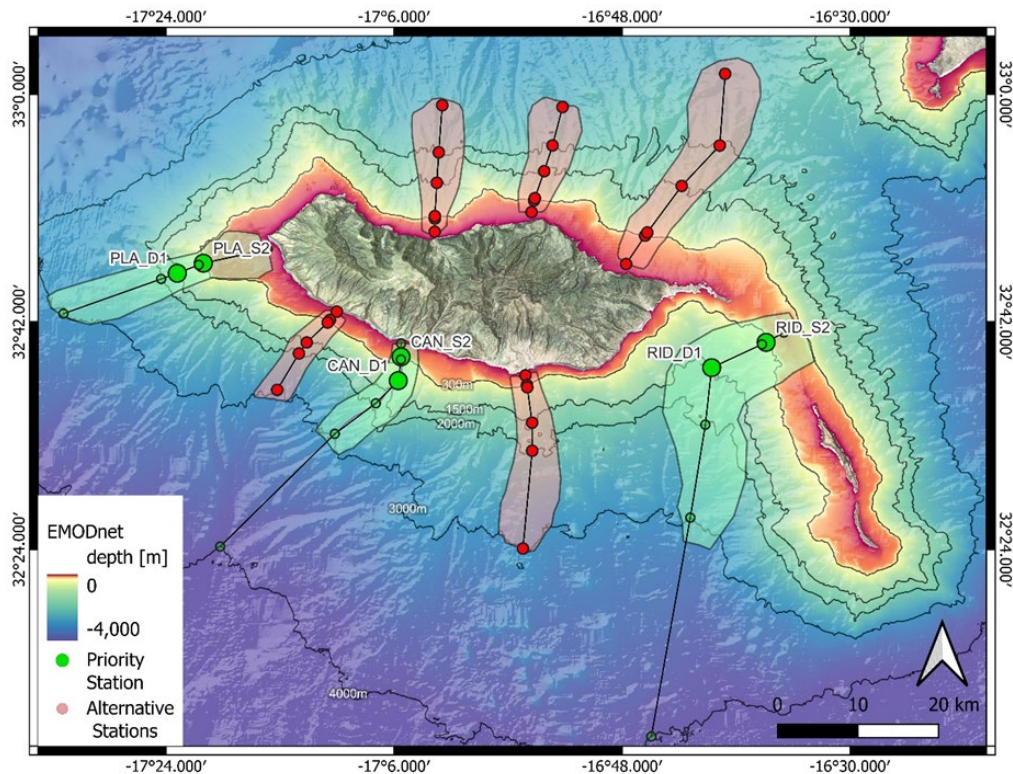 -17°24.000' -17°6.000' -16°48.000' -16°30.000'
33°0.000' 33°0.000'
PLA_D1 PLA_S2
32°42.000' 32°42.000'
CAN_S2 RID_S2
CAN_D1 RID_D1
300m
1500m
2000m
3000m
32°24.000' 32°24.000'
EMODnet
depth [m]
0
-4,000
Priority
Station
Alternative
Stations
4000m
0 10 20 km
-17°24.000' -17°6.000' -16°48.000' -16°30.000'